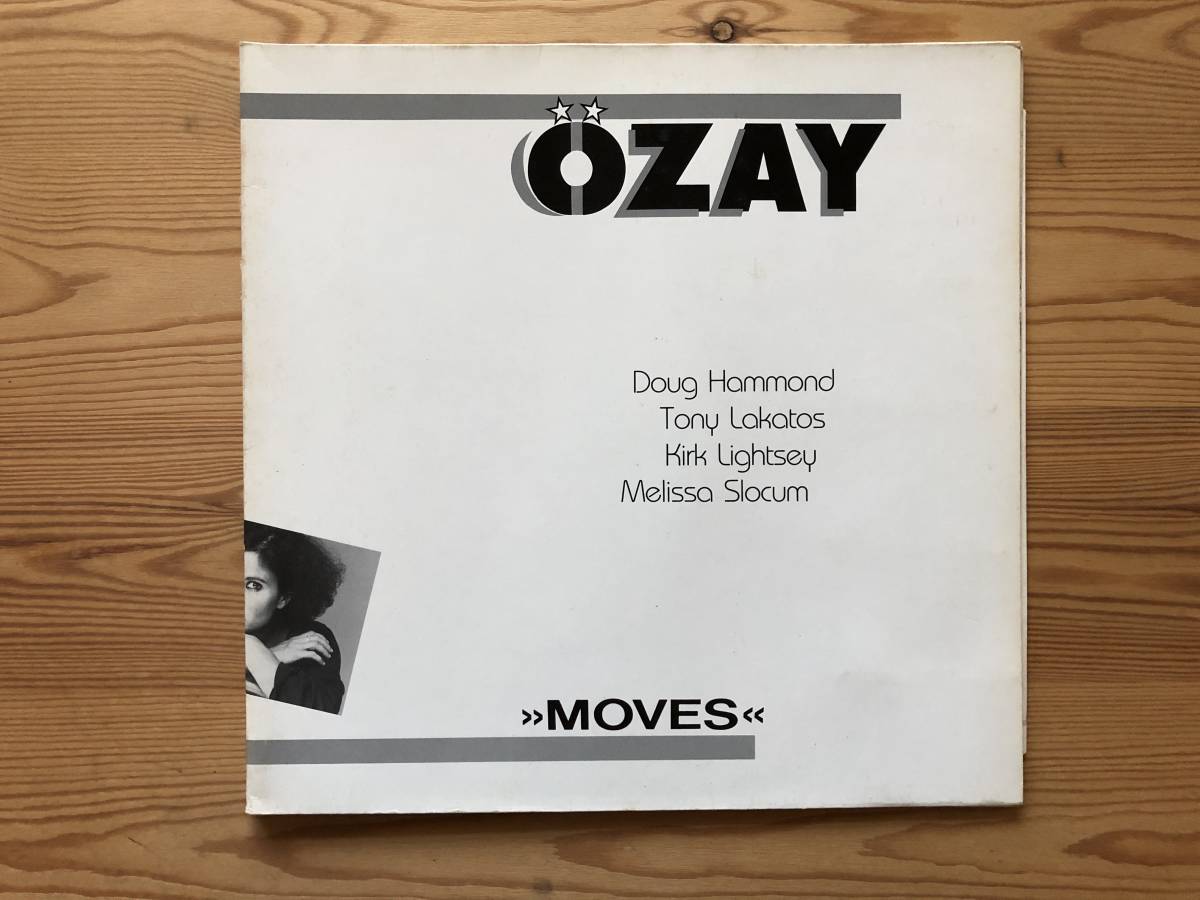 ÖZAY
Doug Hammond
Tony Lakatos
Kirk Lightsey
Melissa Slocum
»MOVES«